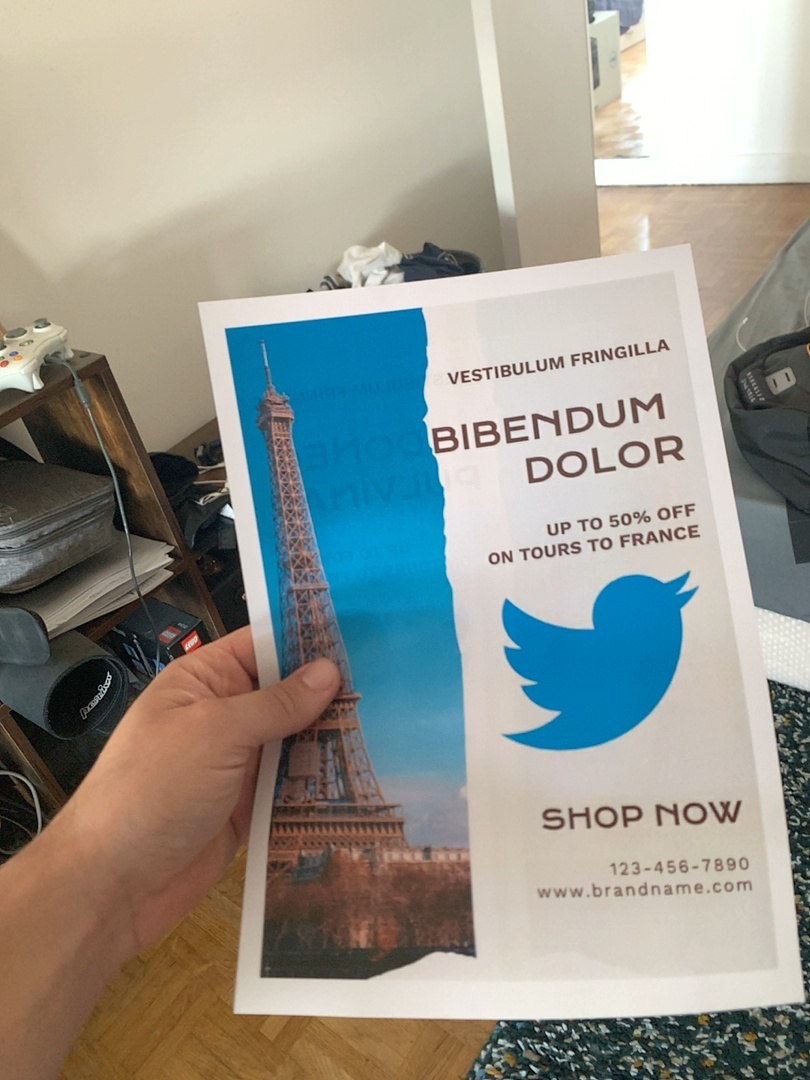 VESTIBULUM FRINGILLA
BIBENDUM
DOLOR
UP TO 50% OFF
ON TOURS TO FRANCE
SHOP NOW
123-456-7890
www.brandname.com
LEGO